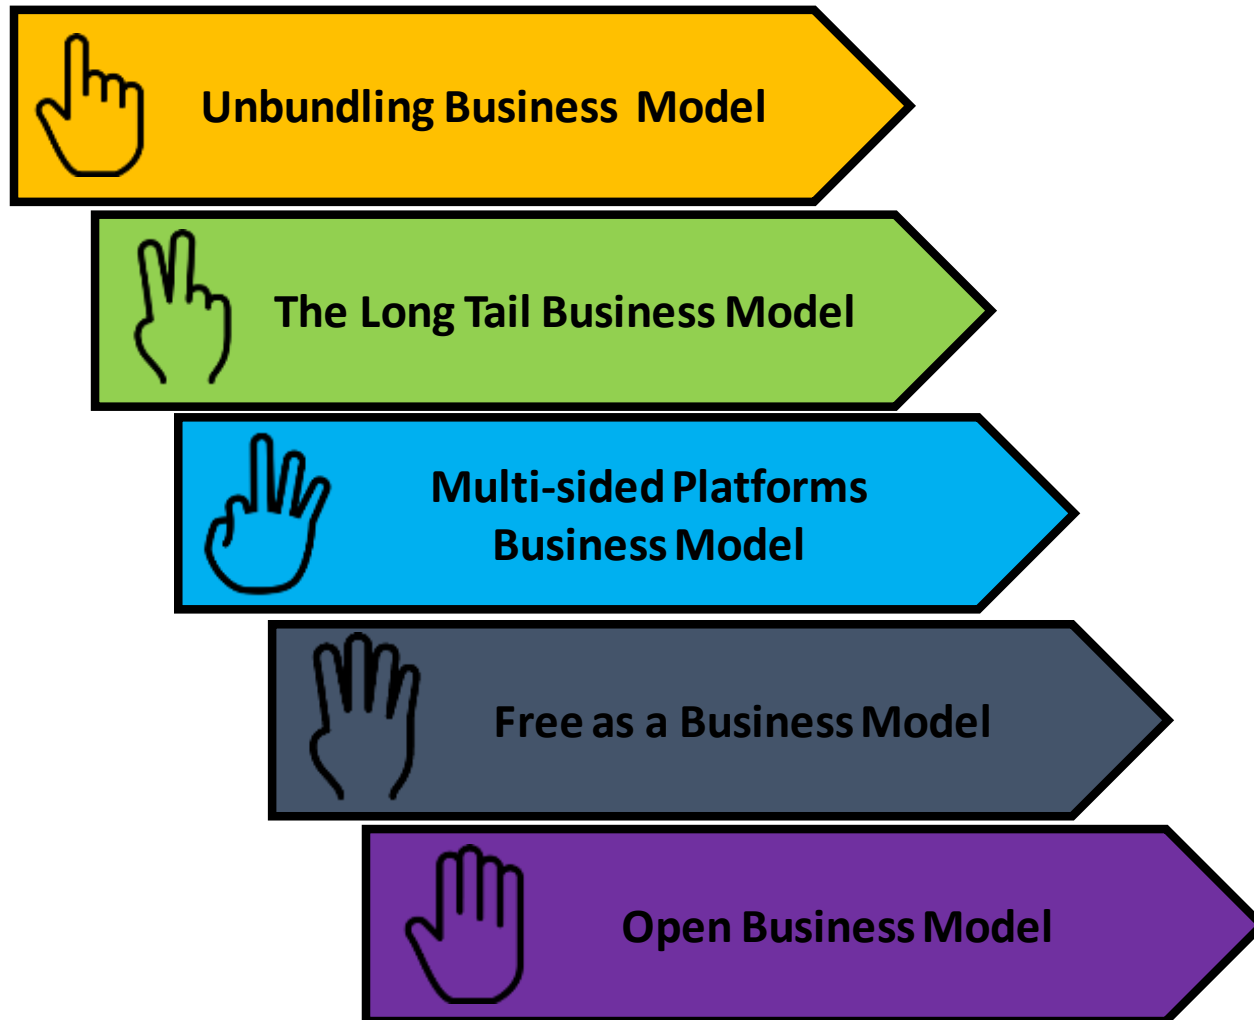 Unbundling Business Model
The Long Tail Business Model
Multi-sided Platforms
Business Model
Free as a Business Model
Open Business Model